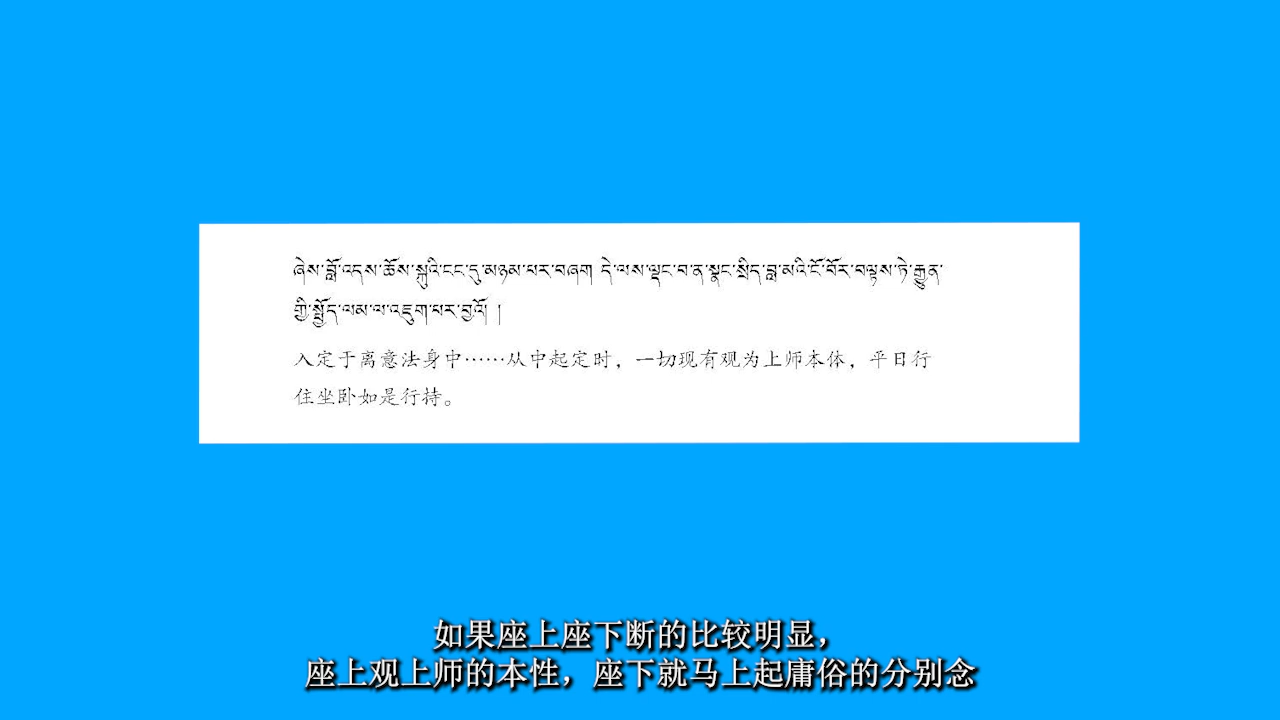 ཞེས་བློ་འདས་ཆོས་སྐུའི་ངང་དུ་མཉམ་པར་བཞག དེ་ལས་ལྡང་བ་ན་སྣང་སྲིད་བླ་མའི་ངོ་བོར་བལྟས་ཏེ་རྒྱུན་
གྱི་སྤྱོད་ལམ་ལ་འཇུག་པར་བྱའོ། །
入定于离意法身中……从中起定时，一切现有观为上师本体，平日行
住坐卧如是行持。
如果座上座下断的比较明显，
座上观上师的本性，座下就马上起庸俗的分别念